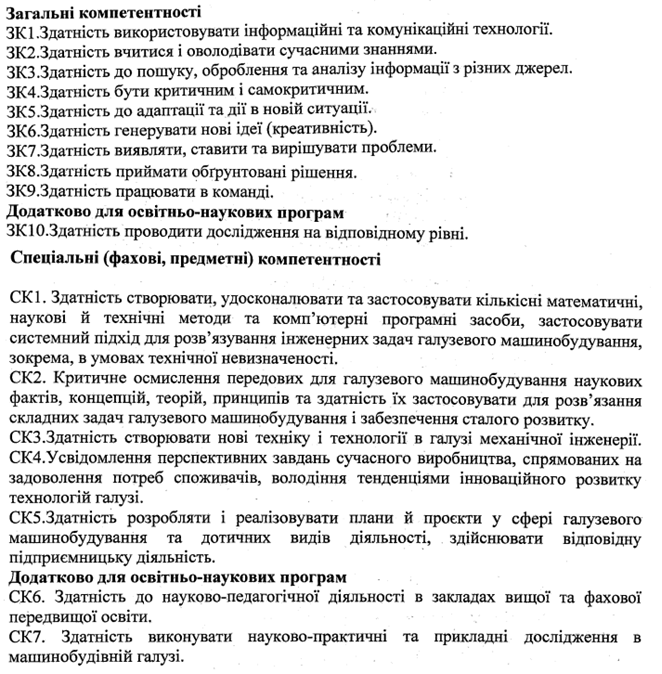 Загальні компетентності
ЗК1.Здатність використовувати інформаційні та комунікаційні технології.
ЗК2.Здатність вчитися і оволодівати сучасними знаннями.
ЗК3.Здатність до пошуку, оброблення та аналізу інформації з різних джерел.
ЗК4.Здатність бути критичним і самокритичним.
ЗК5.Здатність до адаптації та дії в новій ситуації.
ЗК6.Здатність генерувати нові ідеї (креативність).
ЗК7.Здатність виявляти, ставити та вирішувати проблеми.
ЗК8.Здатність приймати обґрунтовані рішення.
ЗК9.Здатність працювати в команді.
Додатково для освітньо-наукових програм
ЗК10.Здатність проводити дослідження на відповідному рівні.
Спеціальні (фахові, предметні) компетентності
СК1. Здатність створювати, удосконалювати та застосовувати кількісні математичні,
наукові й технічні методи та комп’ютерні програмні засоби, застосовувати
системний підхід для розв’язування інженерних задач галузевого машинобудування,
зокрема, в умовах технічної невизначеності.
СК2. Критичне осмислення передових для галузевого машинобудування наукових
фактів, концепцій, теорій, принципів та здатність їх застосовувати для розв’язання
складних задач галузевого машинобудування і забезпечення сталого розвитку.
СК3.Здатність створювати нові техніку і технології в галузі механічної інженерії.
СК4.Усвідомлення перспективних завдань сучасного виробництва, спрямованих на
задоволення потреб споживачів, володіння тенденціями інноваційного розвитку
технологій галузі.
СК5.Здатність розробляти і реалізовувати плани й проєкти у сфері галузевого
машинобудування та дотичних видів діяльності, здійснювати відповідну
підприємницьку діяльність.
Додатково для освітньо-наукових програм
СК6. Здатність до науково-педагогічної діяльності в закладах вищої та фахової
передвищої освіти.
СК7. Здатність виконувати науково-практичні та прикладні дослідження в
машинобудівній галузі.